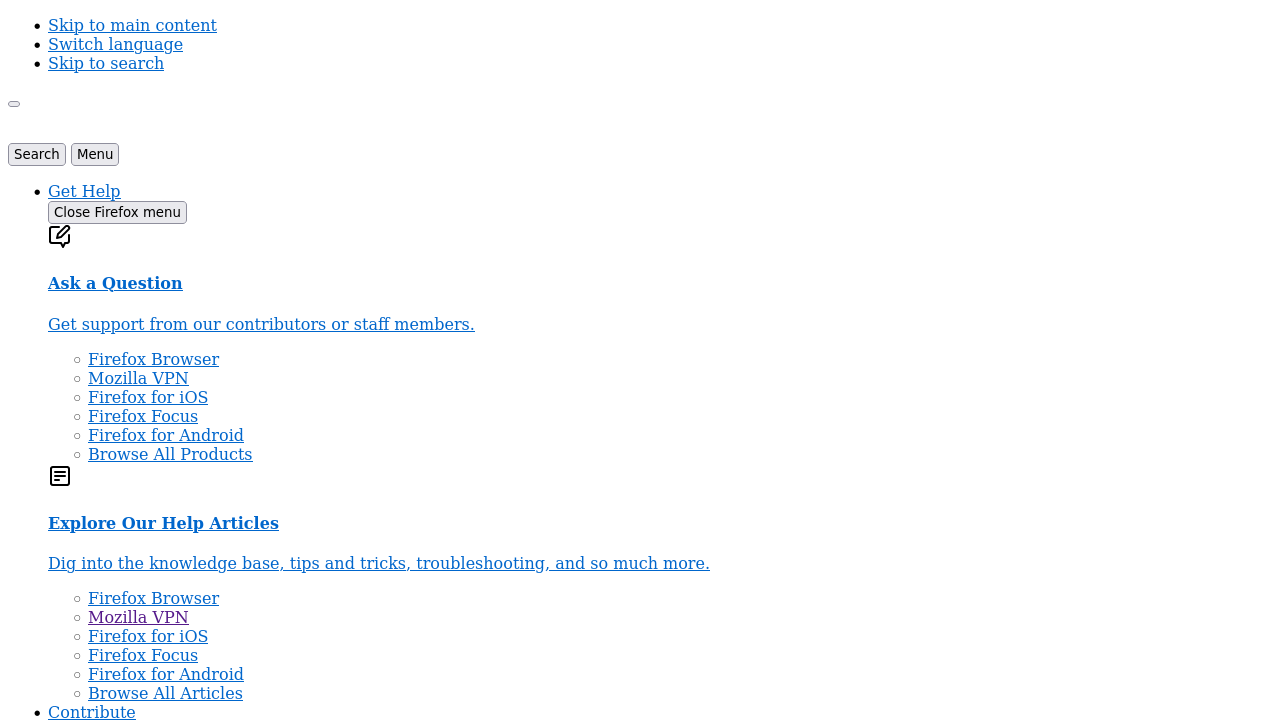 Skip to main content
Switch language
Skip to search
Search Menu
Get Help
Close Firefox menu
Ask a Question
Get support from our contributors or staff members.
Firefox Browser
Mozilla VPN
Firefox for iOS
Firefox Focus
Firefox for Android
Browse All Products
Explore Our Help Articles
Dig into the knowledge base, tips and tricks, troubleshooting, and so much more.
Firefox Browser
Mozilla VPN
Firefox for iOS
Firefox Focus
Firefox for Android
Browse All Articles
Contribute